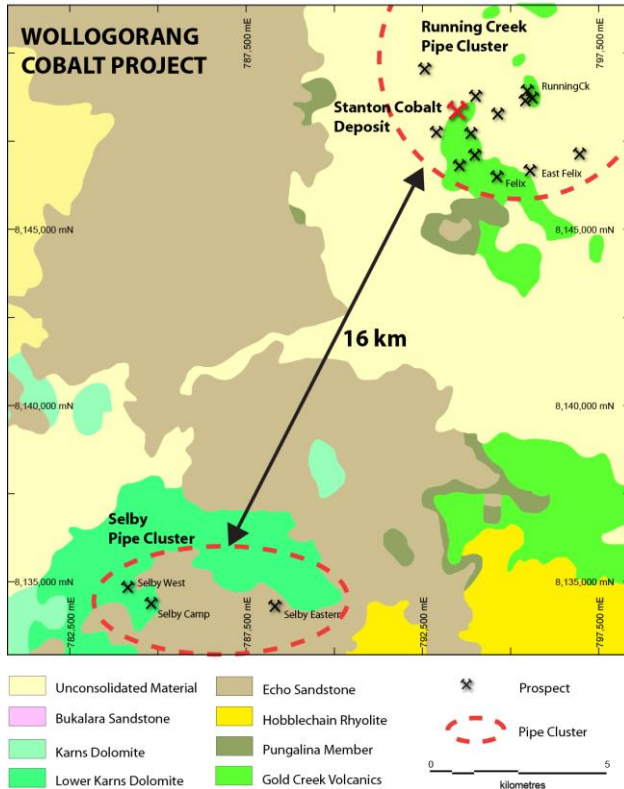 WOLLOGORANG
COBALT PROJECT
787,500 mE
797,500 mE
Running Creek
Pipe Cluster
RunningCk
Stanton Cobalt
Deposit
Felix
East Felix
8,145,000 mN
8,145,000 mN
16 km
8,140,000 mN
8,140,000 mN
Selby
Pipe Cluster
Selby West
Selby Camp
Selby Eastern
8,135,000 mN
8,135,000 mN
782,500 mE
787,500 mE
792,500 mE
797,500 mE
Unconsolidated Material
Bukalara Sandstone
Karns Dolomite
Lower Karns Dolomite
Echo Sandstone
Hobblechain Rhyolite
Pungalina Member
Gold Creek Volcanics
Prospect
Pipe Cluster
0 5
kilometres